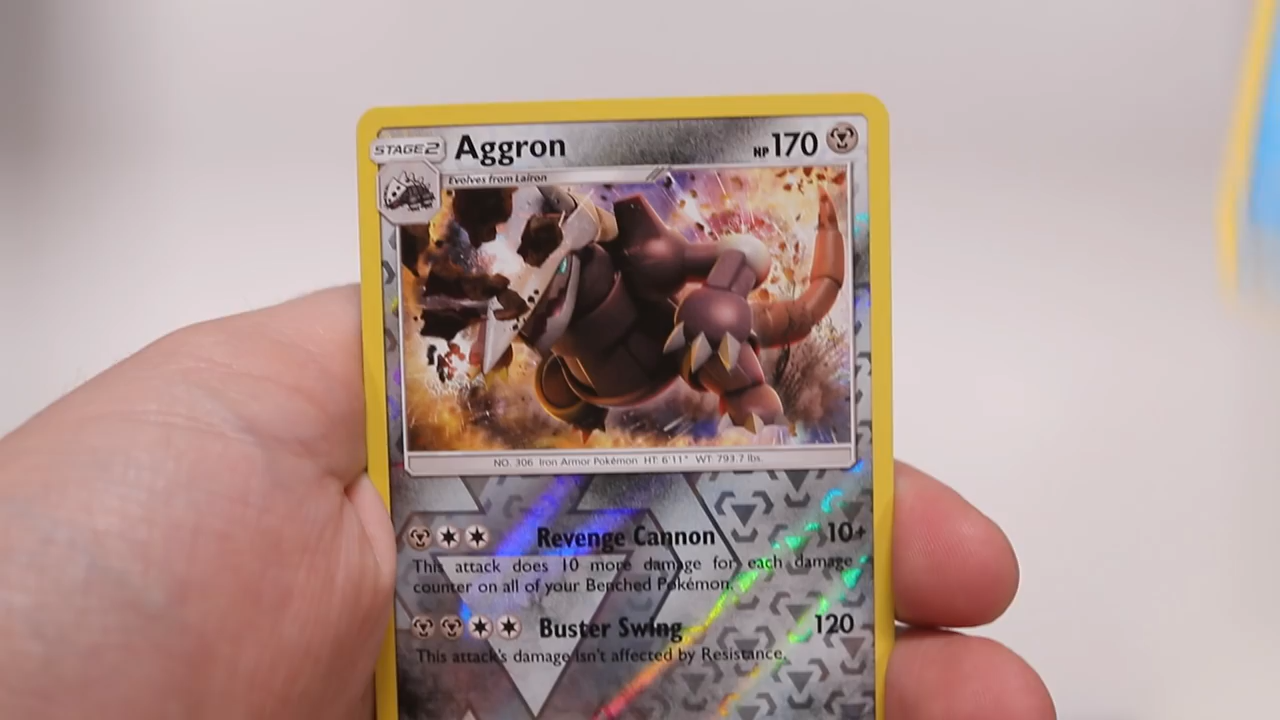 STAGE2 Aggron HP 170
Evolves from Lairon
NO. 306 Iron Armor Pokémon HT: 6'11" WT: 793.7 lbs.
Revenge Cannon 10+
This attack does 10 more damage for each damage
counter on all of your Benched Pokémon.
Buster Swing 120
This attack's damage isn't affected by Resistance.